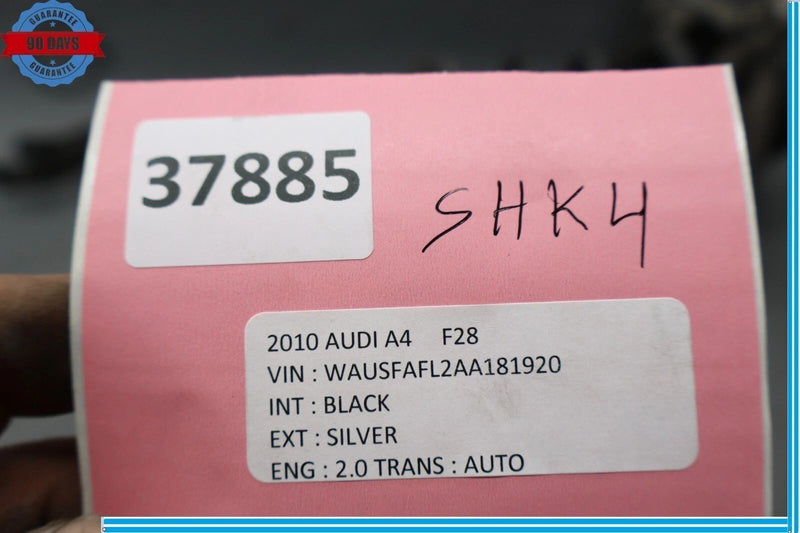 GUARANTEE
90 DAYS
GUARANTEE
37885
SHK4
2010 AUDI A4 F28
VIN : WAUSFAFL2AA181920
INT : BLACK
EXT : SILVER
ENG : 2.0 TRANS : AUTO